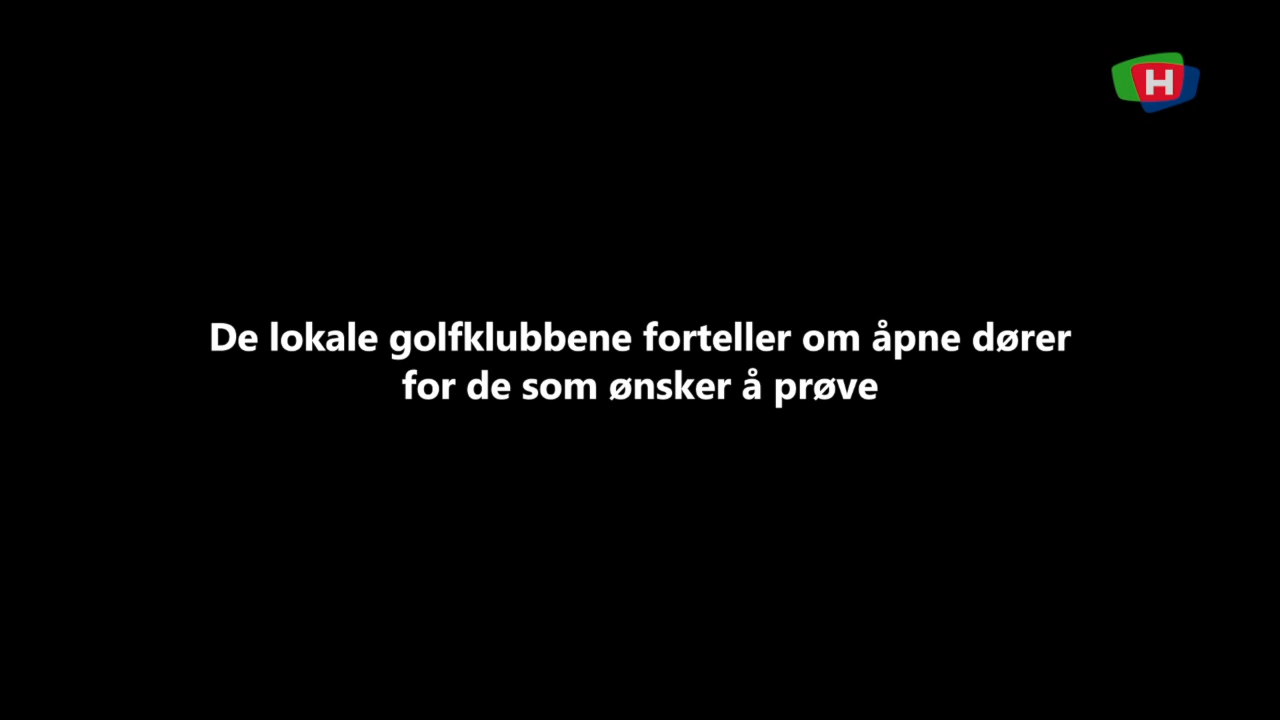 H
De lokale golfklubbene forteller om åpne dører
for de som ønsker å prøve